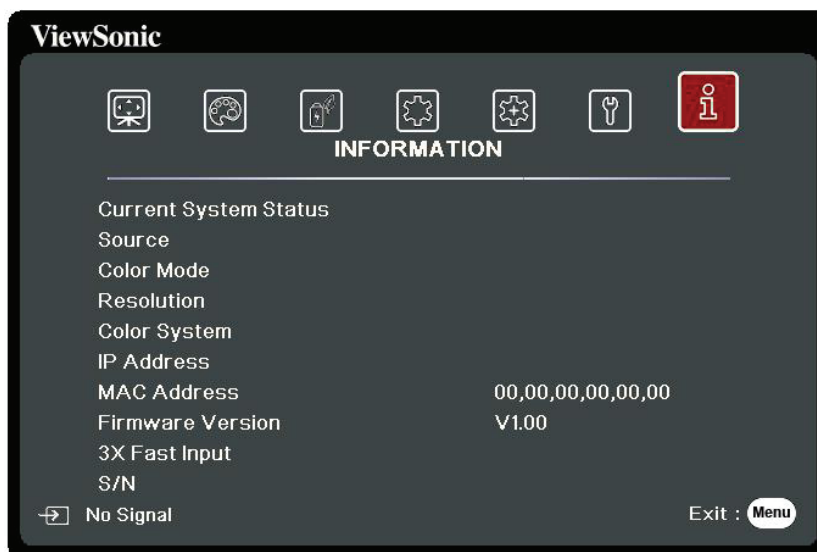 ViewSonic
INFORMATION
Current System Status
Source
Color Mode
Resolution
Color System
IP Address
MAC Address 00,00,00,00,00,00
Firmware Version V1.00
3X Fast Input
S/N
No Signal Exit : Menu